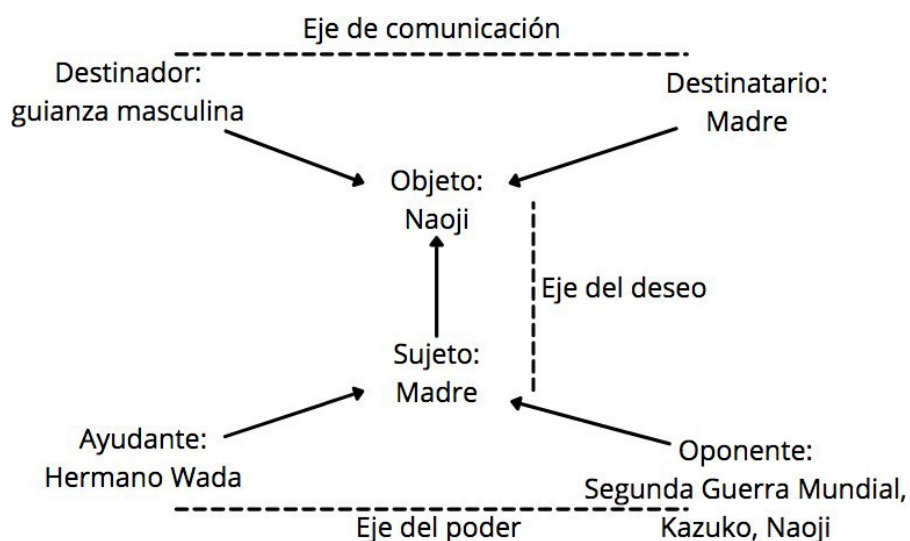 Eje de comunicación
Destinador:
guianza masculina
Destinatario:
Madre
Objeto:
Naoji
Eje del deseo
Sujeto:
Madre
Ayudante:
Hermano Wada
Oponente:
Segunda Guerra Mundial,
Kazuko, Naoji
Eje del poder